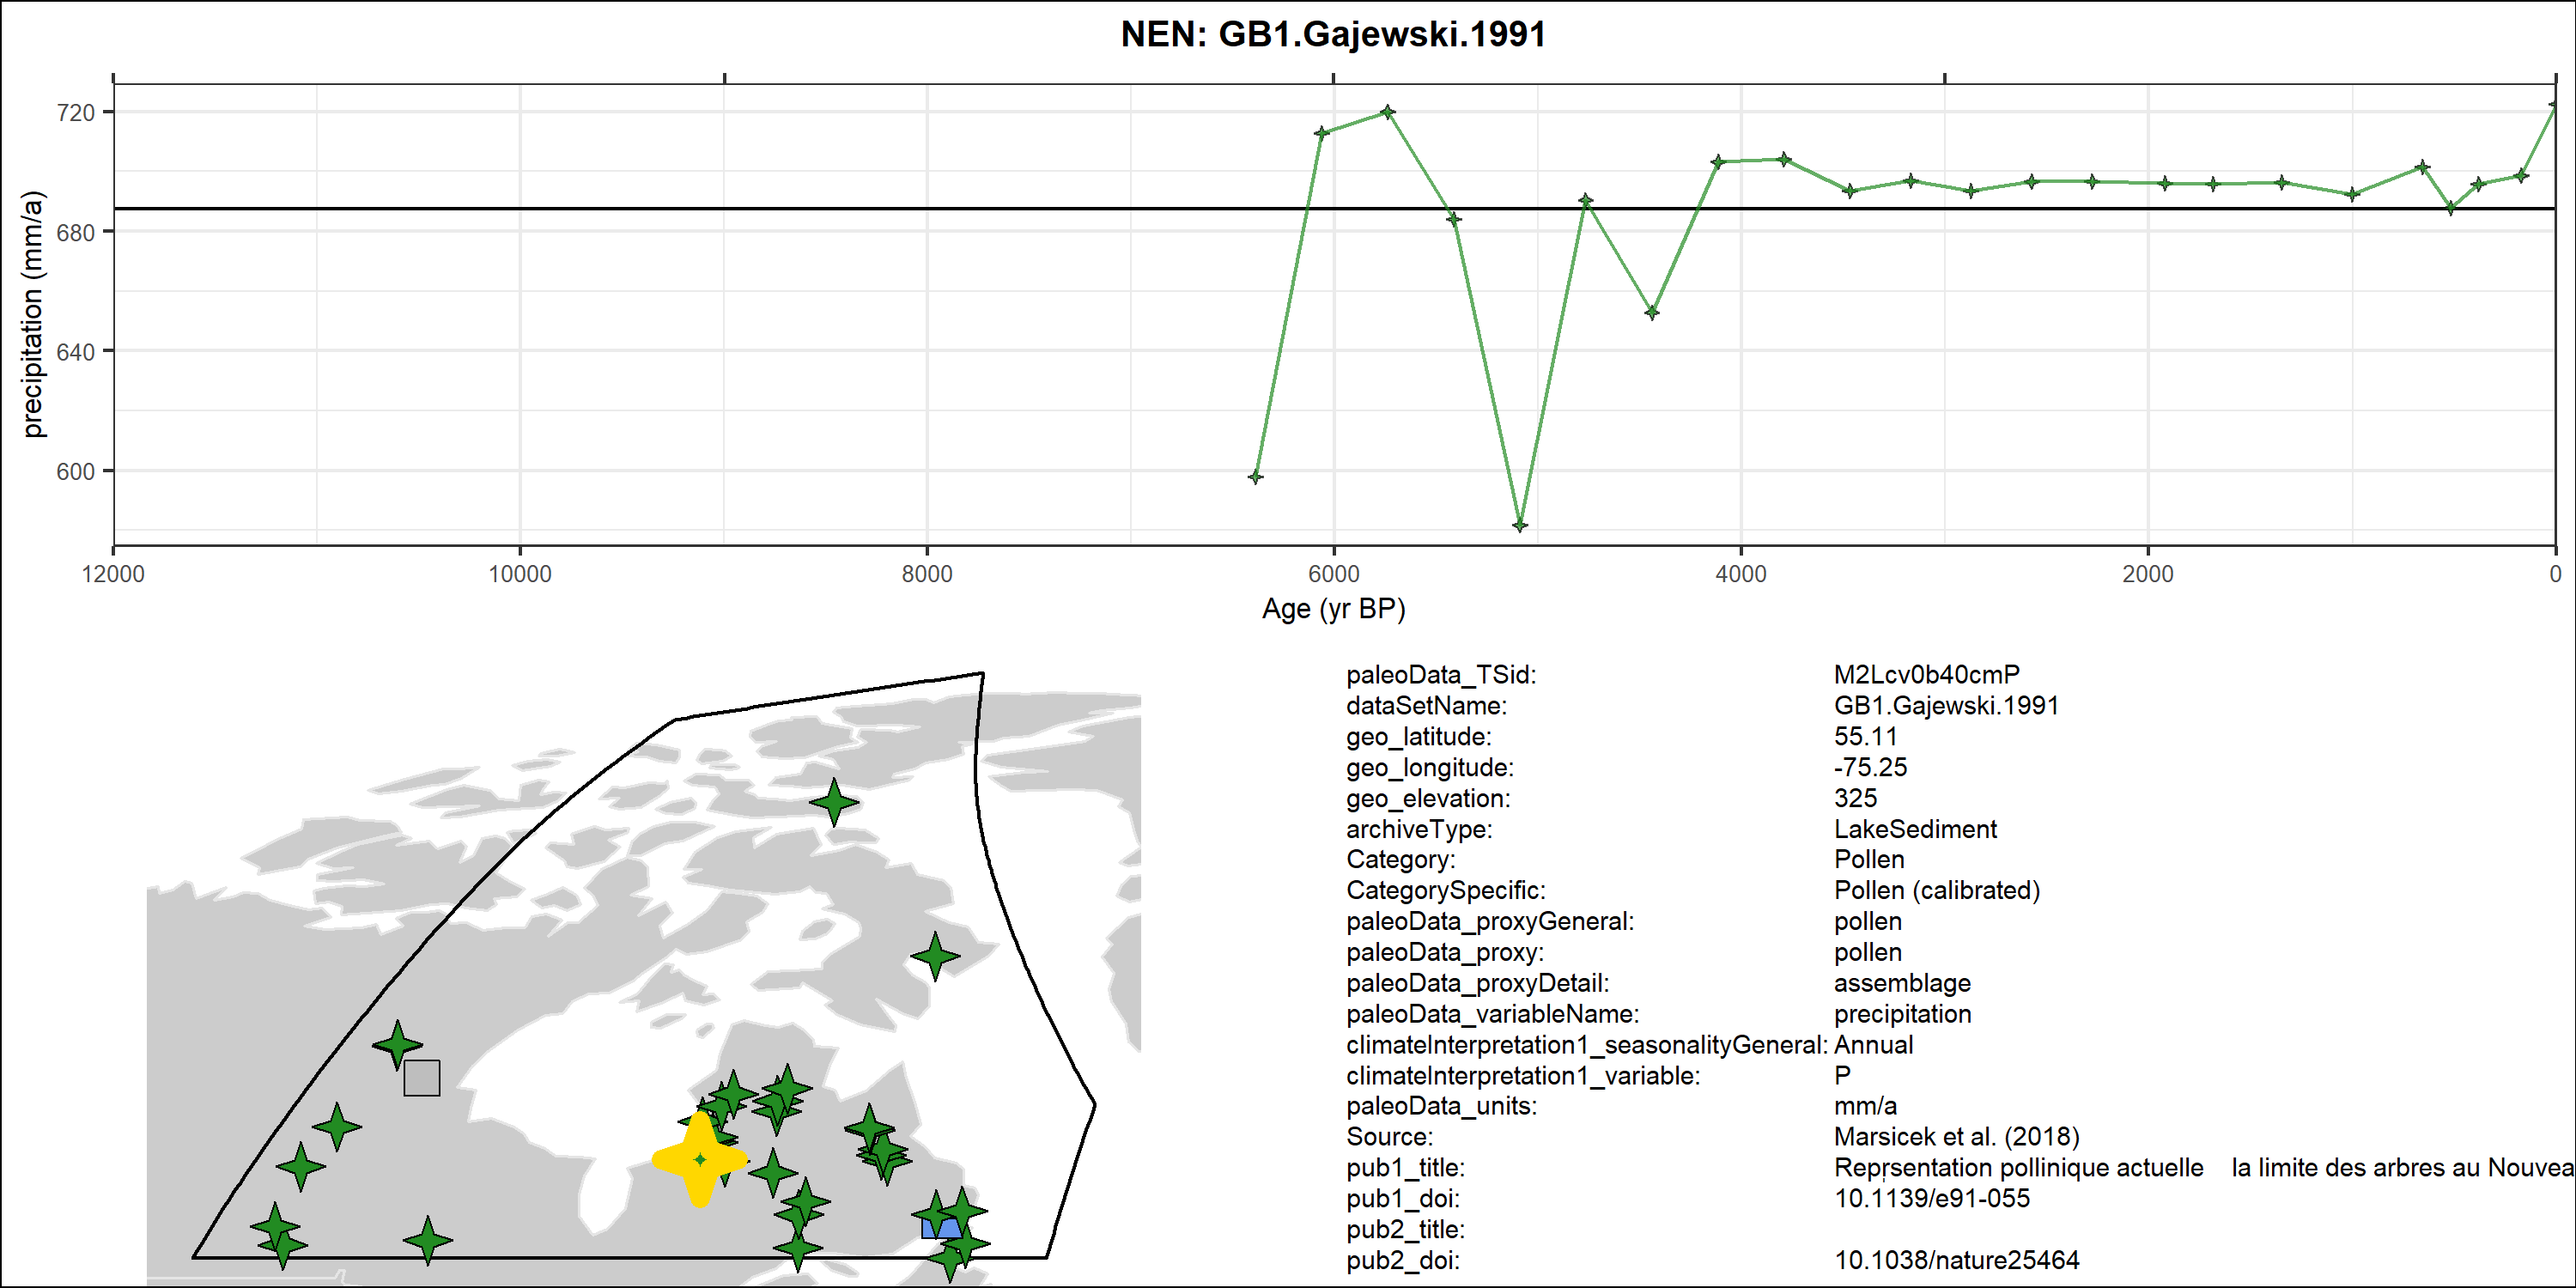 NEN: GB1.Gajewski.1991
precipitation (mm/a)
720
680
640
600
12000 10000 8000 6000 4000 2000 0
Age (yr BP)
paleoData_TSid: M2Lcv0b40cmP
dataSetName: GB1.Gajewski.1991
geo_latitude: 55.11
geo_longitude: -75.25
geo_elevation: 325
archiveType: LakeSediment
Category: Pollen
CategorySpecific: Pollen (calibrated)
paleoData_proxyGeneral: pollen
paleoData_proxy: pollen
paleoData_proxyDetail: assemblage
paleoData_variableName: precipitation
climateInterpretation1_seasonalityGeneral: Annual
climateInterpretation1_variable: P
paleoData_units: mm/a
Source: Marsicek et al. (2018)
pub1_title: Reprsentation pollinique actuelle la limite des arbres au Nouvea
pub1_doi: 10.1139/e91-055
pub2_title:
pub2_doi: 10.1038/nature25464